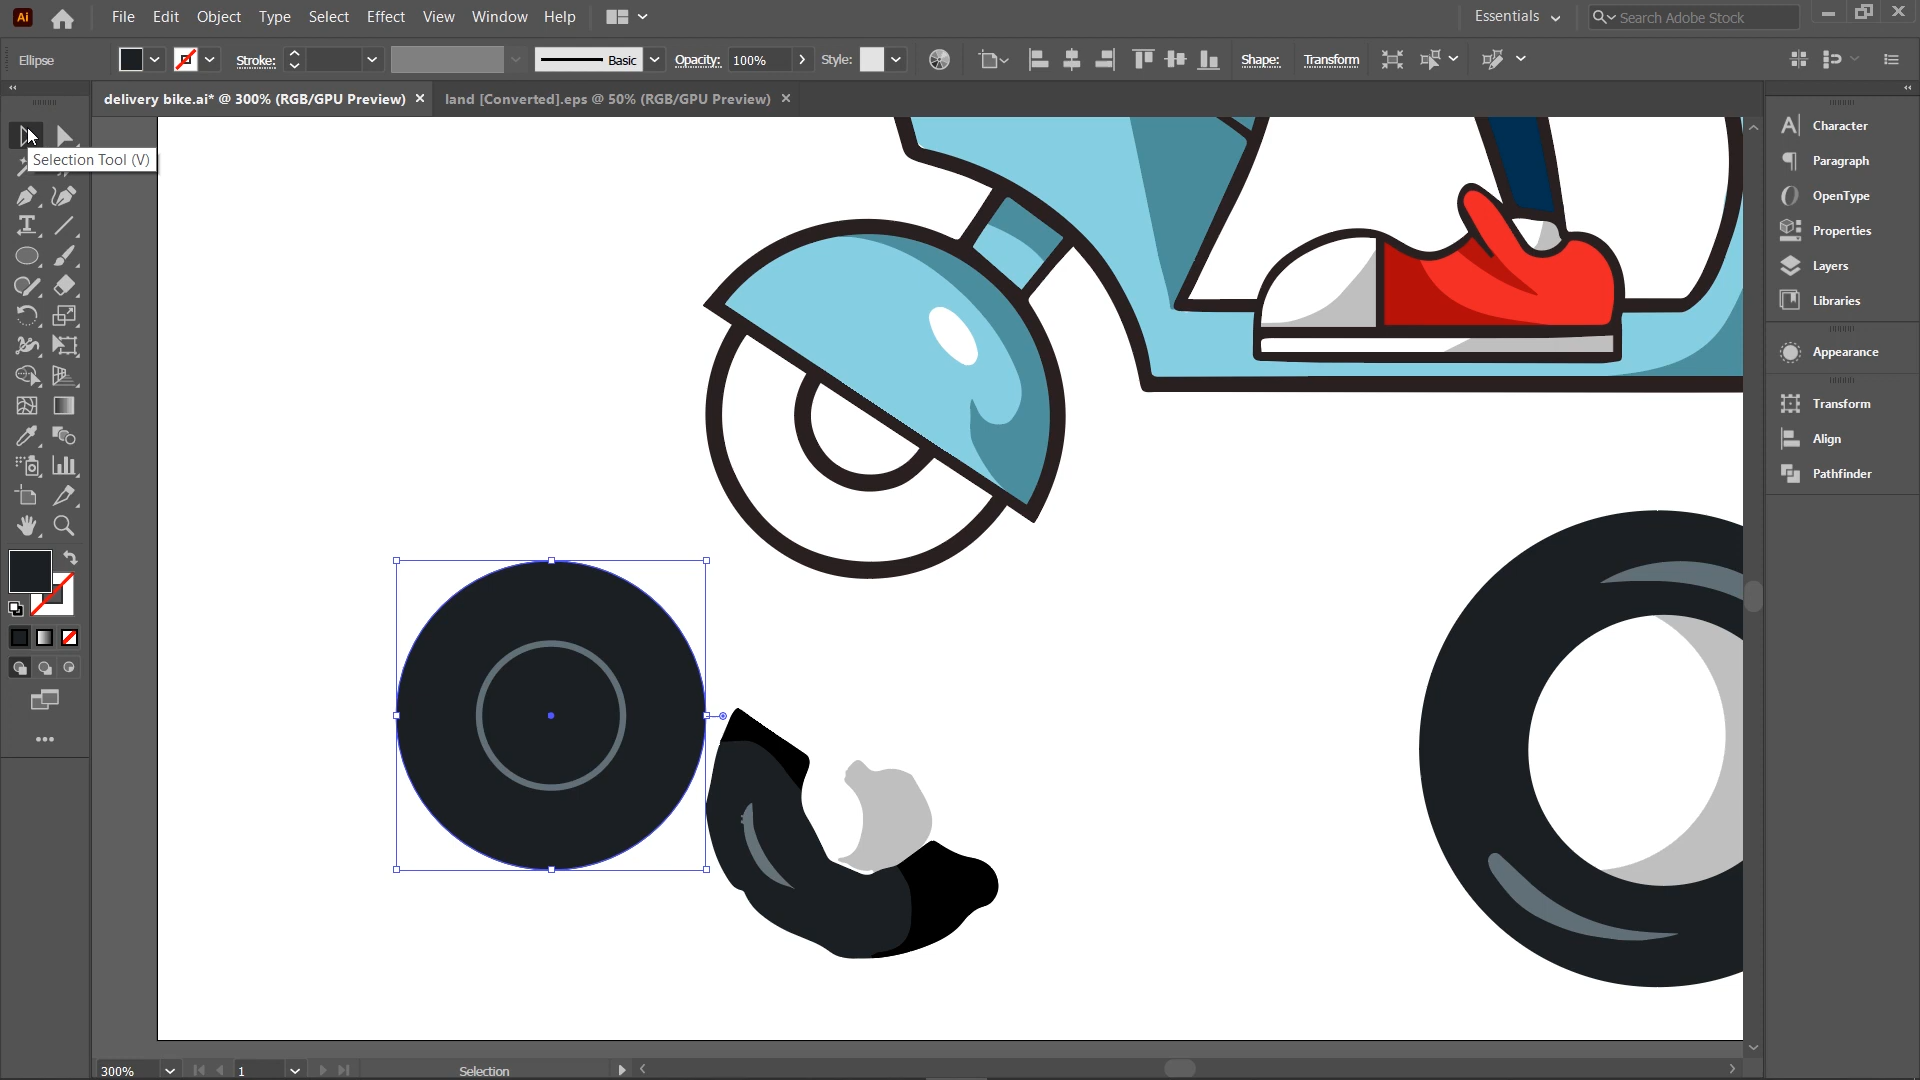 Ai File Edit Object Type Select Effect View Window Help Essentials Search Adobe Stock
Ellipse Stroke: Basic Opacity: 100% Style: Shape: Transform
delivery bike.ai* @ 300% (RGB/GPU Preview) × land [Converted].eps @ 50% (RGB/GPU Preview) ×
Selection Tool (V)
Character
Paragraph
OpenType
Properties
Layers
Libraries
Appearance
Transform
Align
Pathfinder
300% 1 Selection